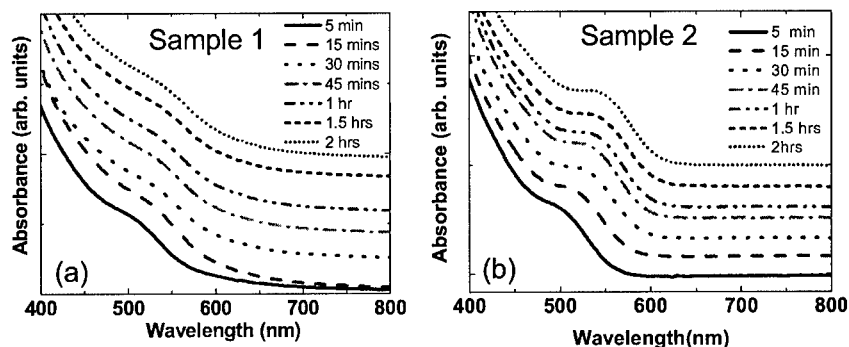 Sample 1
5 min
15 mins
30 mins
45 mins
1 hr
1.5 hrs
2 hrs
Absorbance (arb. units)
(a)
400 500 600 700 800
Wavelength (nm)
Sample 2
5 min
15 min
30 min
45 min
1 hr
1.5 hrs
2hrs
Absorbance (arb. units)
(b)
400 500 600 700 800
Wavelength(nm)